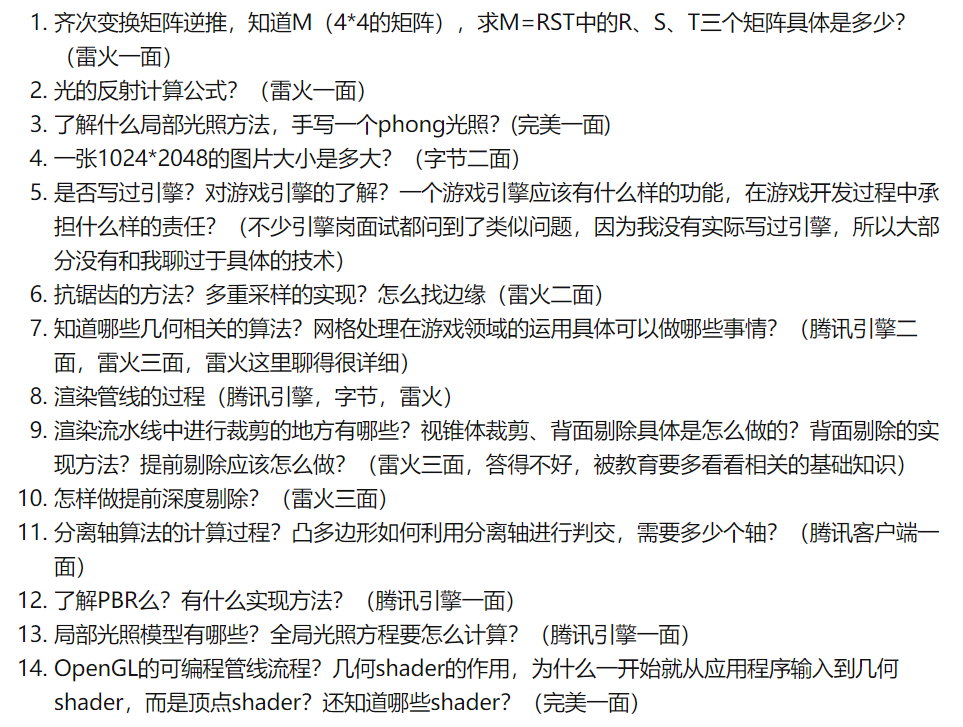 1. 齐次变换矩阵逆推，知道M（4*4的矩阵），求M=RST中的R、S、T三个矩阵具体是多少？
（雷火一面）
2. 光的反射计算公式？（雷火一面）
3. 了解什么局部光照方法，手写一个phong光照？(完美一面)
4. 一张1024*2048的图片大小是多大？（字节二面）
5. 是否写过引擎？对游戏引擎的了解？一个游戏引擎应该有什么样的功能，在游戏开发过程中承
担什么样的责任？（不少引擎岗面试都问到了类似问题，因为我没有实际写过引擎，所以大部
分没有和我聊过于具体的技术）
6. 抗锯齿的方法？多重采样的实现？怎么找边缘（雷火二面）
7. 知道哪些几何相关的算法？网格处理在游戏领域的运用具体可以做哪些事情？（腾讯引擎二
面，雷火三面，雷火这里聊得很详细）
8. 渲染管线的过程（腾讯引擎，字节，雷火）
9. 渲染流水线中进行裁剪的地方有哪些？视锥体裁剪、背面剔除具体是怎么做的？背面剔除的实
现方法？提前剔除应该怎么做？（雷火三面，答得不好，被教育要多看看相关的基础知识）
10. 怎样做提前深度剔除？（雷火三面）
11. 分离轴算法的计算过程？凸多边形如何利用分离轴进行判交，需要多少个轴？（腾讯客户端一
面）
12. 了解PBR么？有什么实现方法？（腾讯引擎一面）
13. 局部光照模型有哪些？全局光照方程要怎么计算？（腾讯引擎一面）
14. OpenGL的可编程管线流程？几何shader的作用，为什么一开始就从应用程序输入到几何
shader，而是顶点shader？还知道哪些shader？（完美一面）